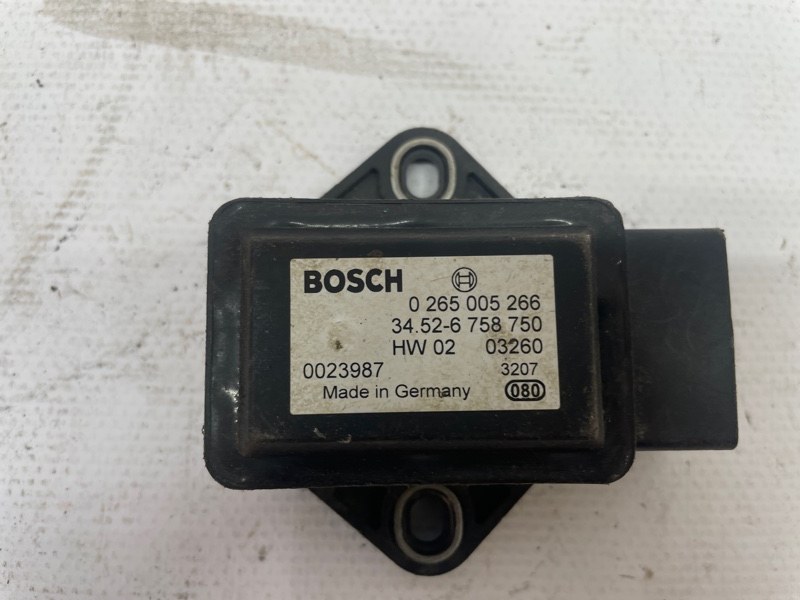 BOSCH
0 265 005 266
34.52-6 758 750
HW 02 03260
0023987 3207
Made in Germany 080